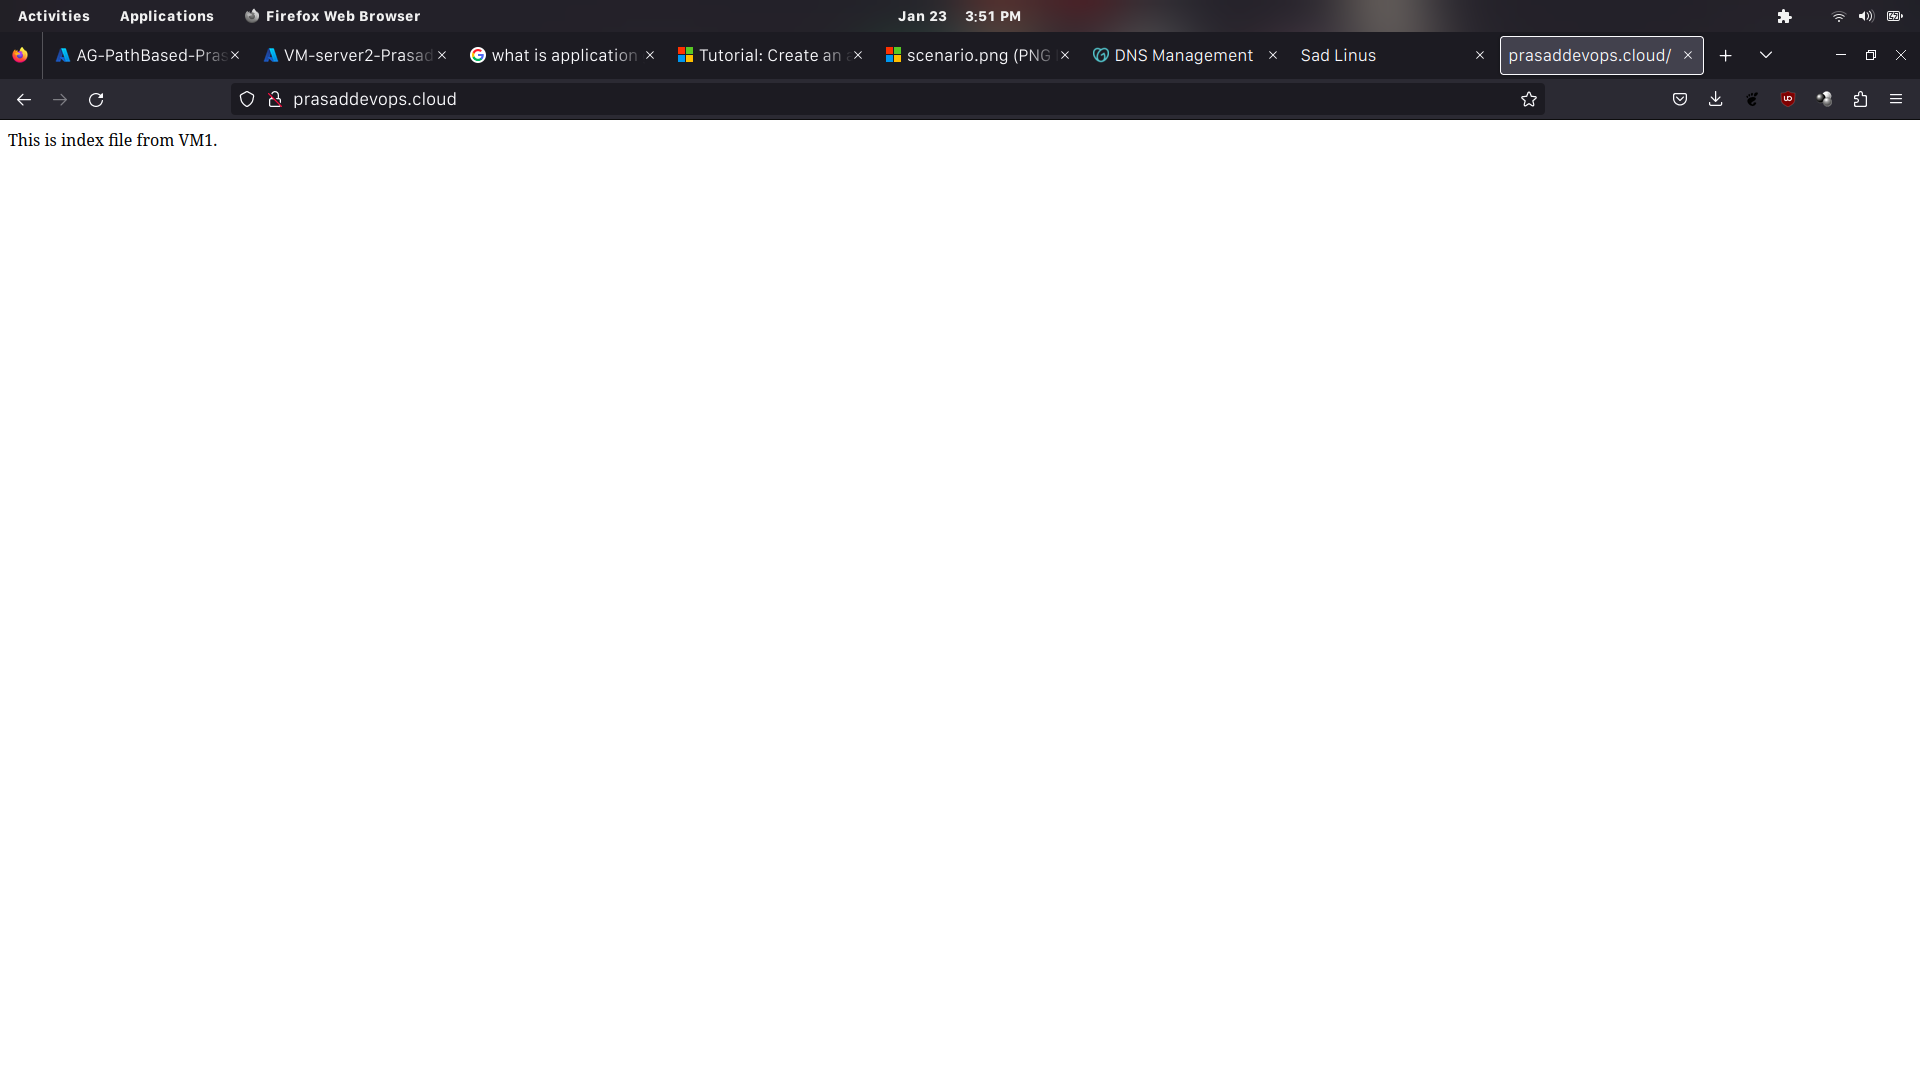 Activities Applications Firefox Web Browser Jan 23 3:51 PM
AG-PathBased-Pras VM-server2-Prasad what is application Tutorial: Create an a scenario.png (PNG DNS Management Sad Linus prasaddevops.cloud/
prasaddevops.cloud
This is index file from VM1.